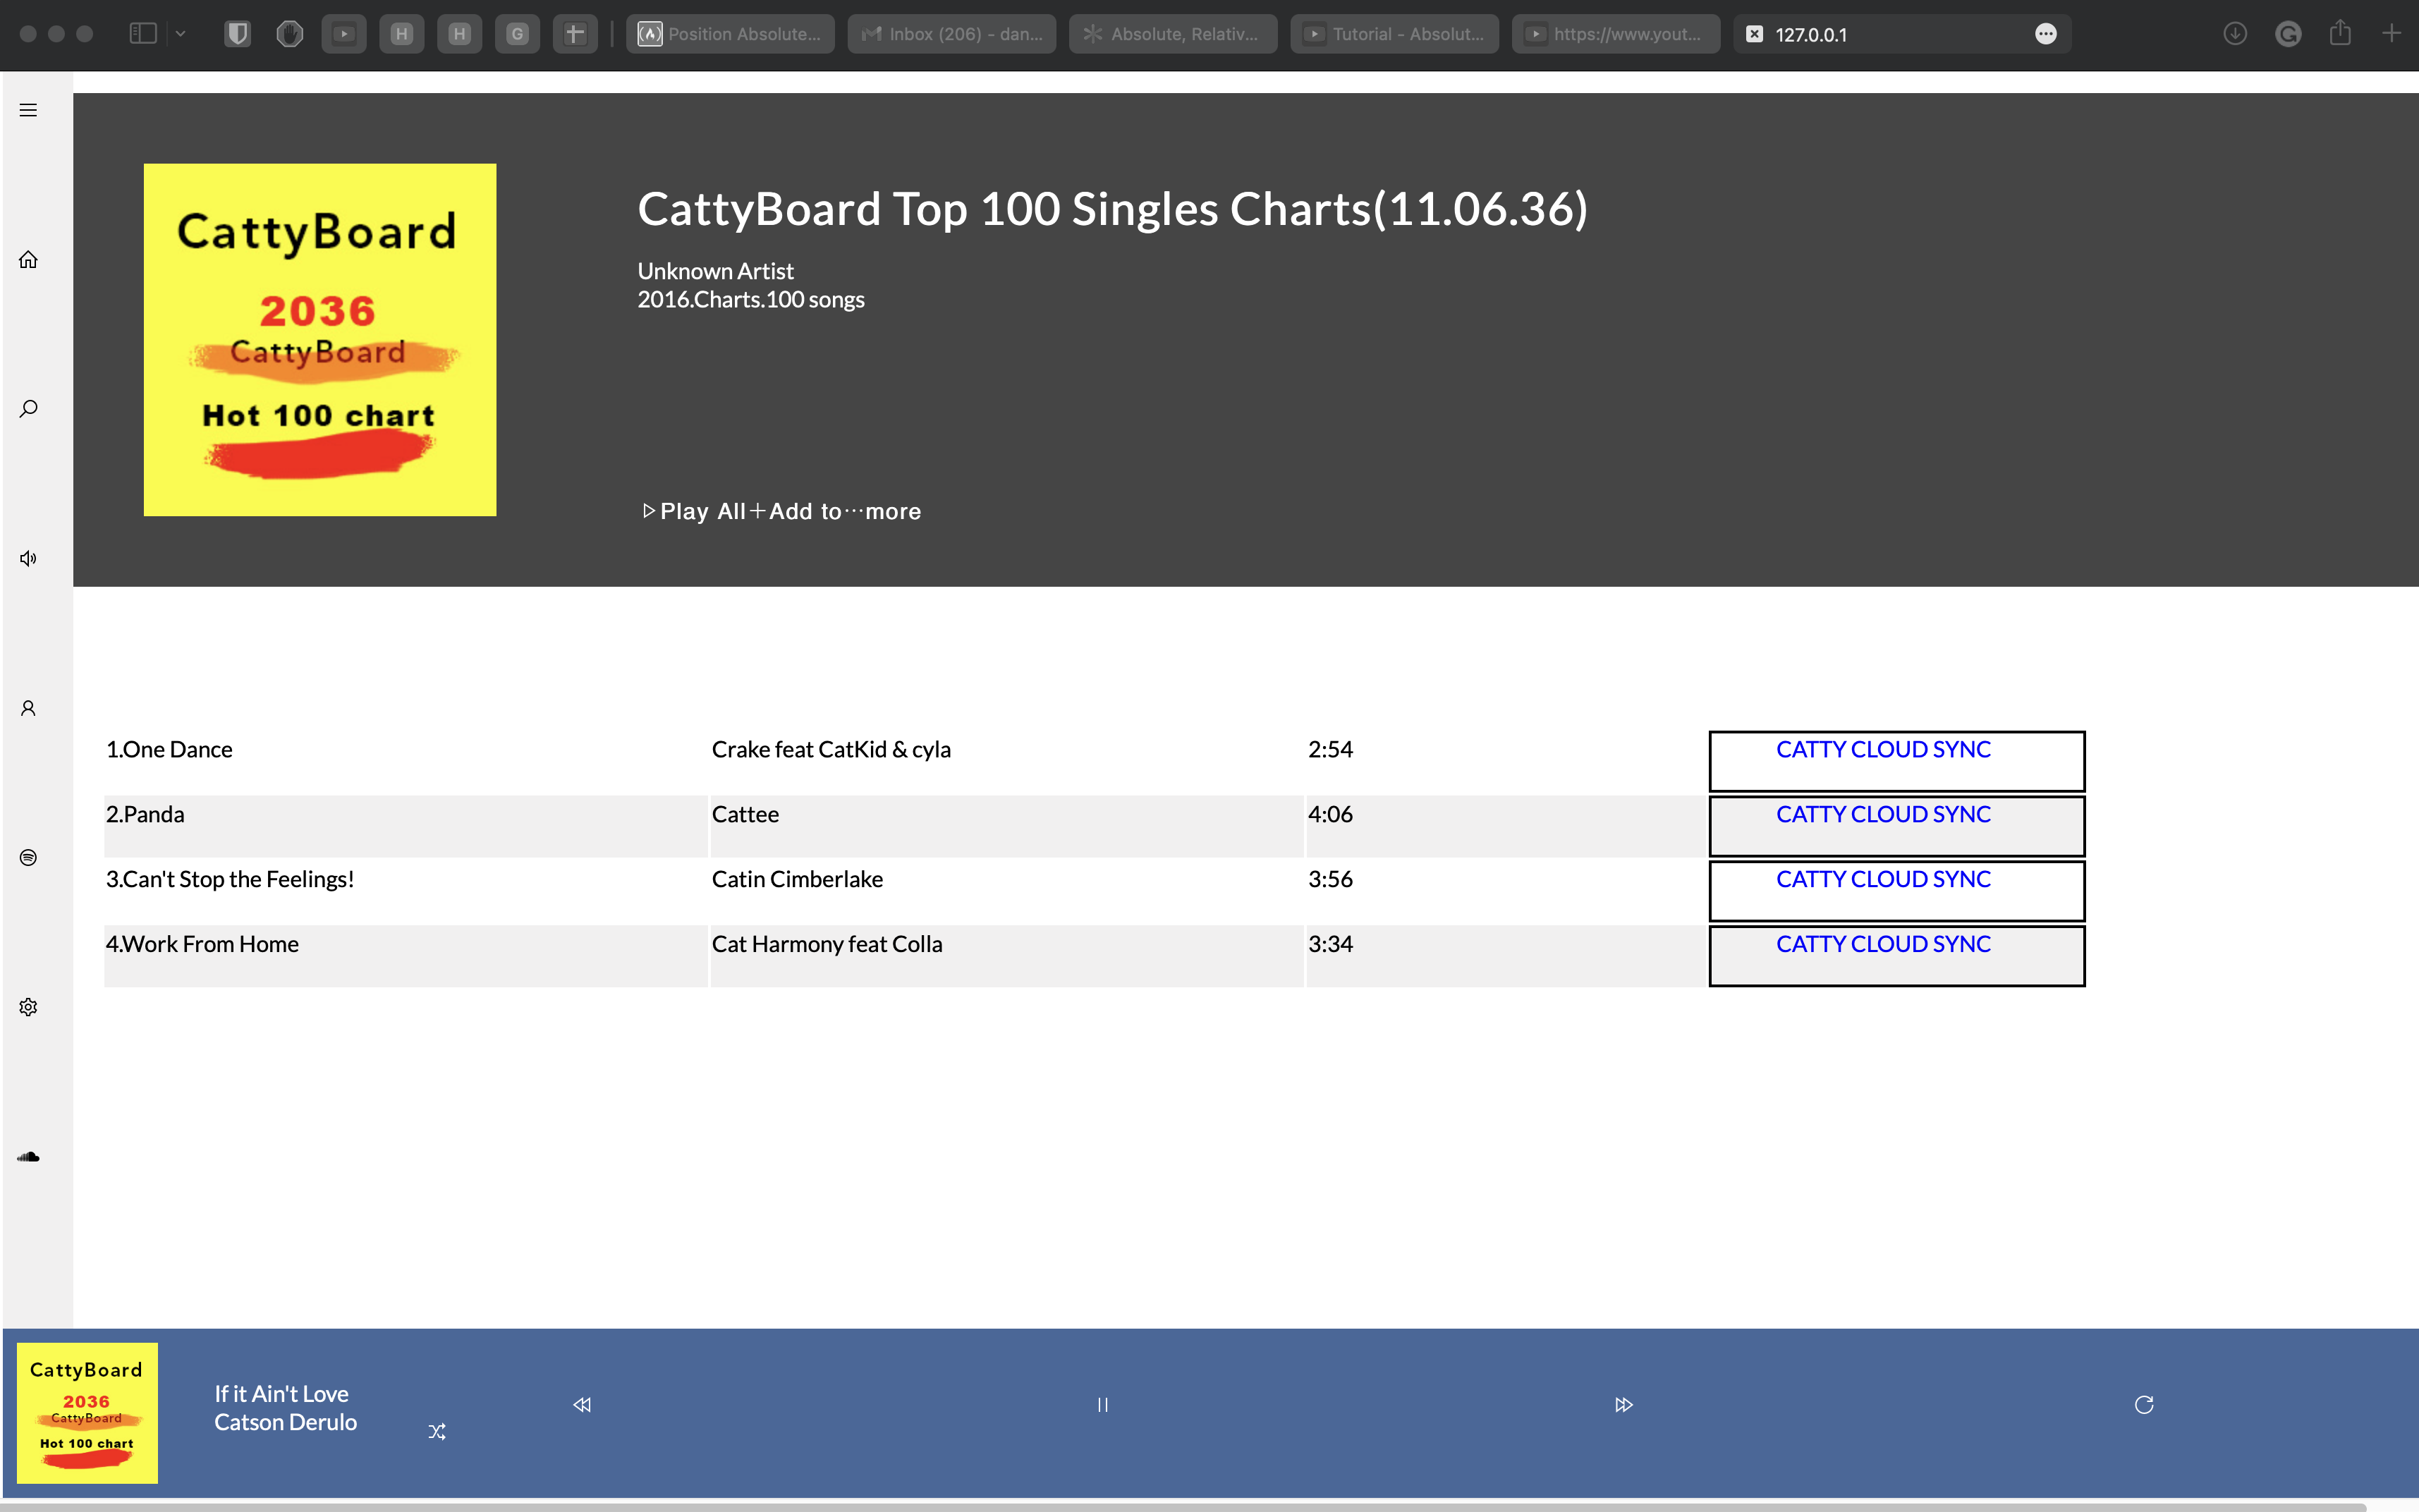 H
H
G
Position Absolute...
Inbox (206) - dan...
Absolute, Relativ...
Tutorial - Absolut...
https://www.yout...
127.0.0.1
CattyBoard
2036
CattyBoard
Hot 100 chart
CattyBoard Top 100 Singles Charts(11.06.36)
Unknown Artist
2016.Charts.100 songs
Play All+Add to···more
1.One Dance Crake feat CatKid & cyla 2:54 CATTY CLOUD SYNC
2.Panda Cattee 4:06 CATTY CLOUD SYNC
3.Can't Stop the Feelings! Catin Cimberlake 3:56 CATTY CLOUD SYNC
4.Work From Home Cat Harmony feat Colla 3:34 CATTY CLOUD SYNC
CattyBoard
2036
CattyBoard
Hot 100 chart
If it Ain't Love
Catson Derulo